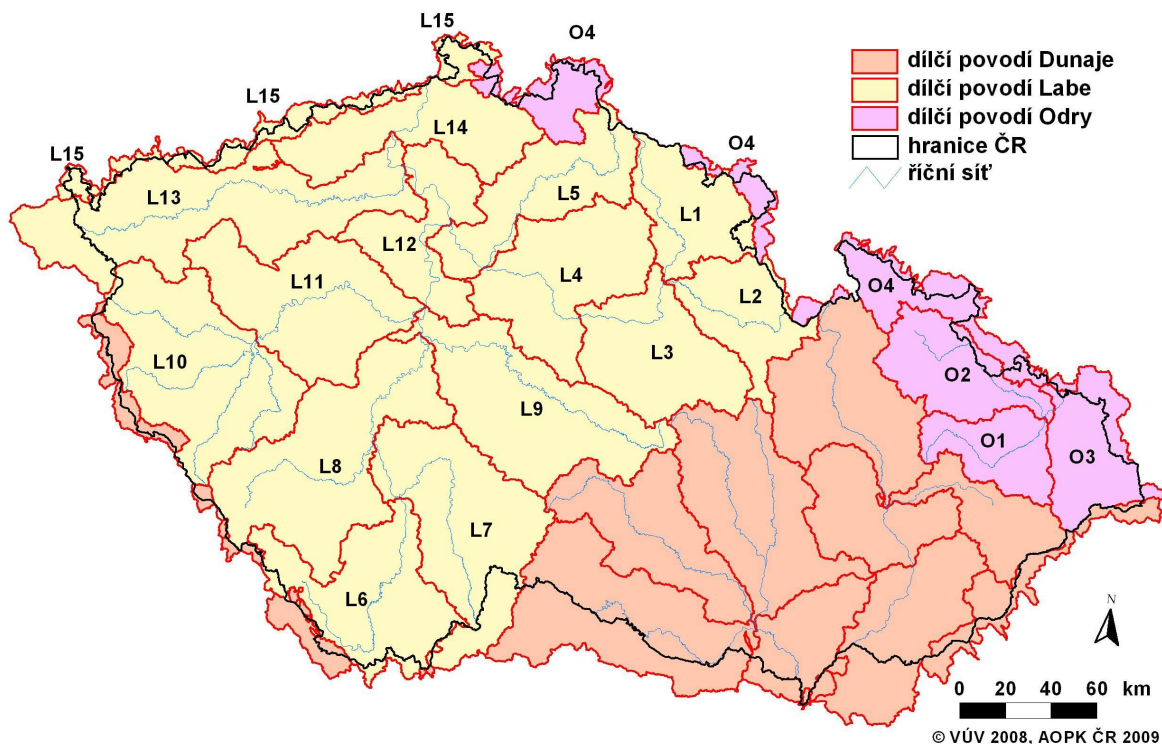 L15
O4
dílčí povodí Dunaje
dílčí povodí Labe
dílčí povodí Odry
hranice ČR
říční síť
L15
L14
L15
O4
L13
L5
L1
L12
L11
L4
L2
O4
L10
L3
O2
L9
O1
O3
L8
L7
L6
N
0 20 40 60 km
© VÚV 2008, AOPK ČR 2009